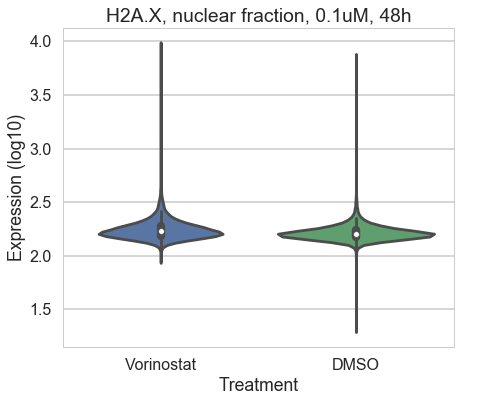 H2A.X, nuclear fraction, 0.1uM, 48h
Expression (log10)
4.0
3.5
3.0
2.5
2.0
1.5
Vorinostat DMSO
Treatment